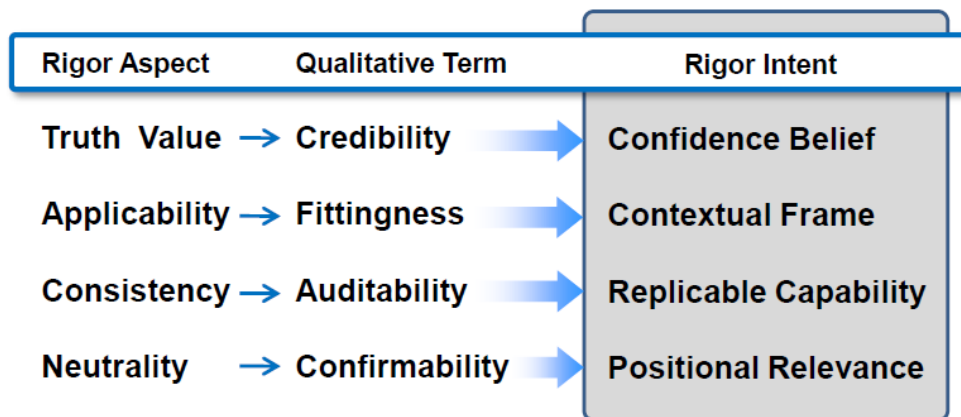 Rigor Aspect Qualitative Term Rigor Intent
Truth Value Credibility Confidence Belief
Applicability Fittingness Contextual Frame
Consistency Auditability Replicable Capability
Neutrality Confirmability Positional Relevance